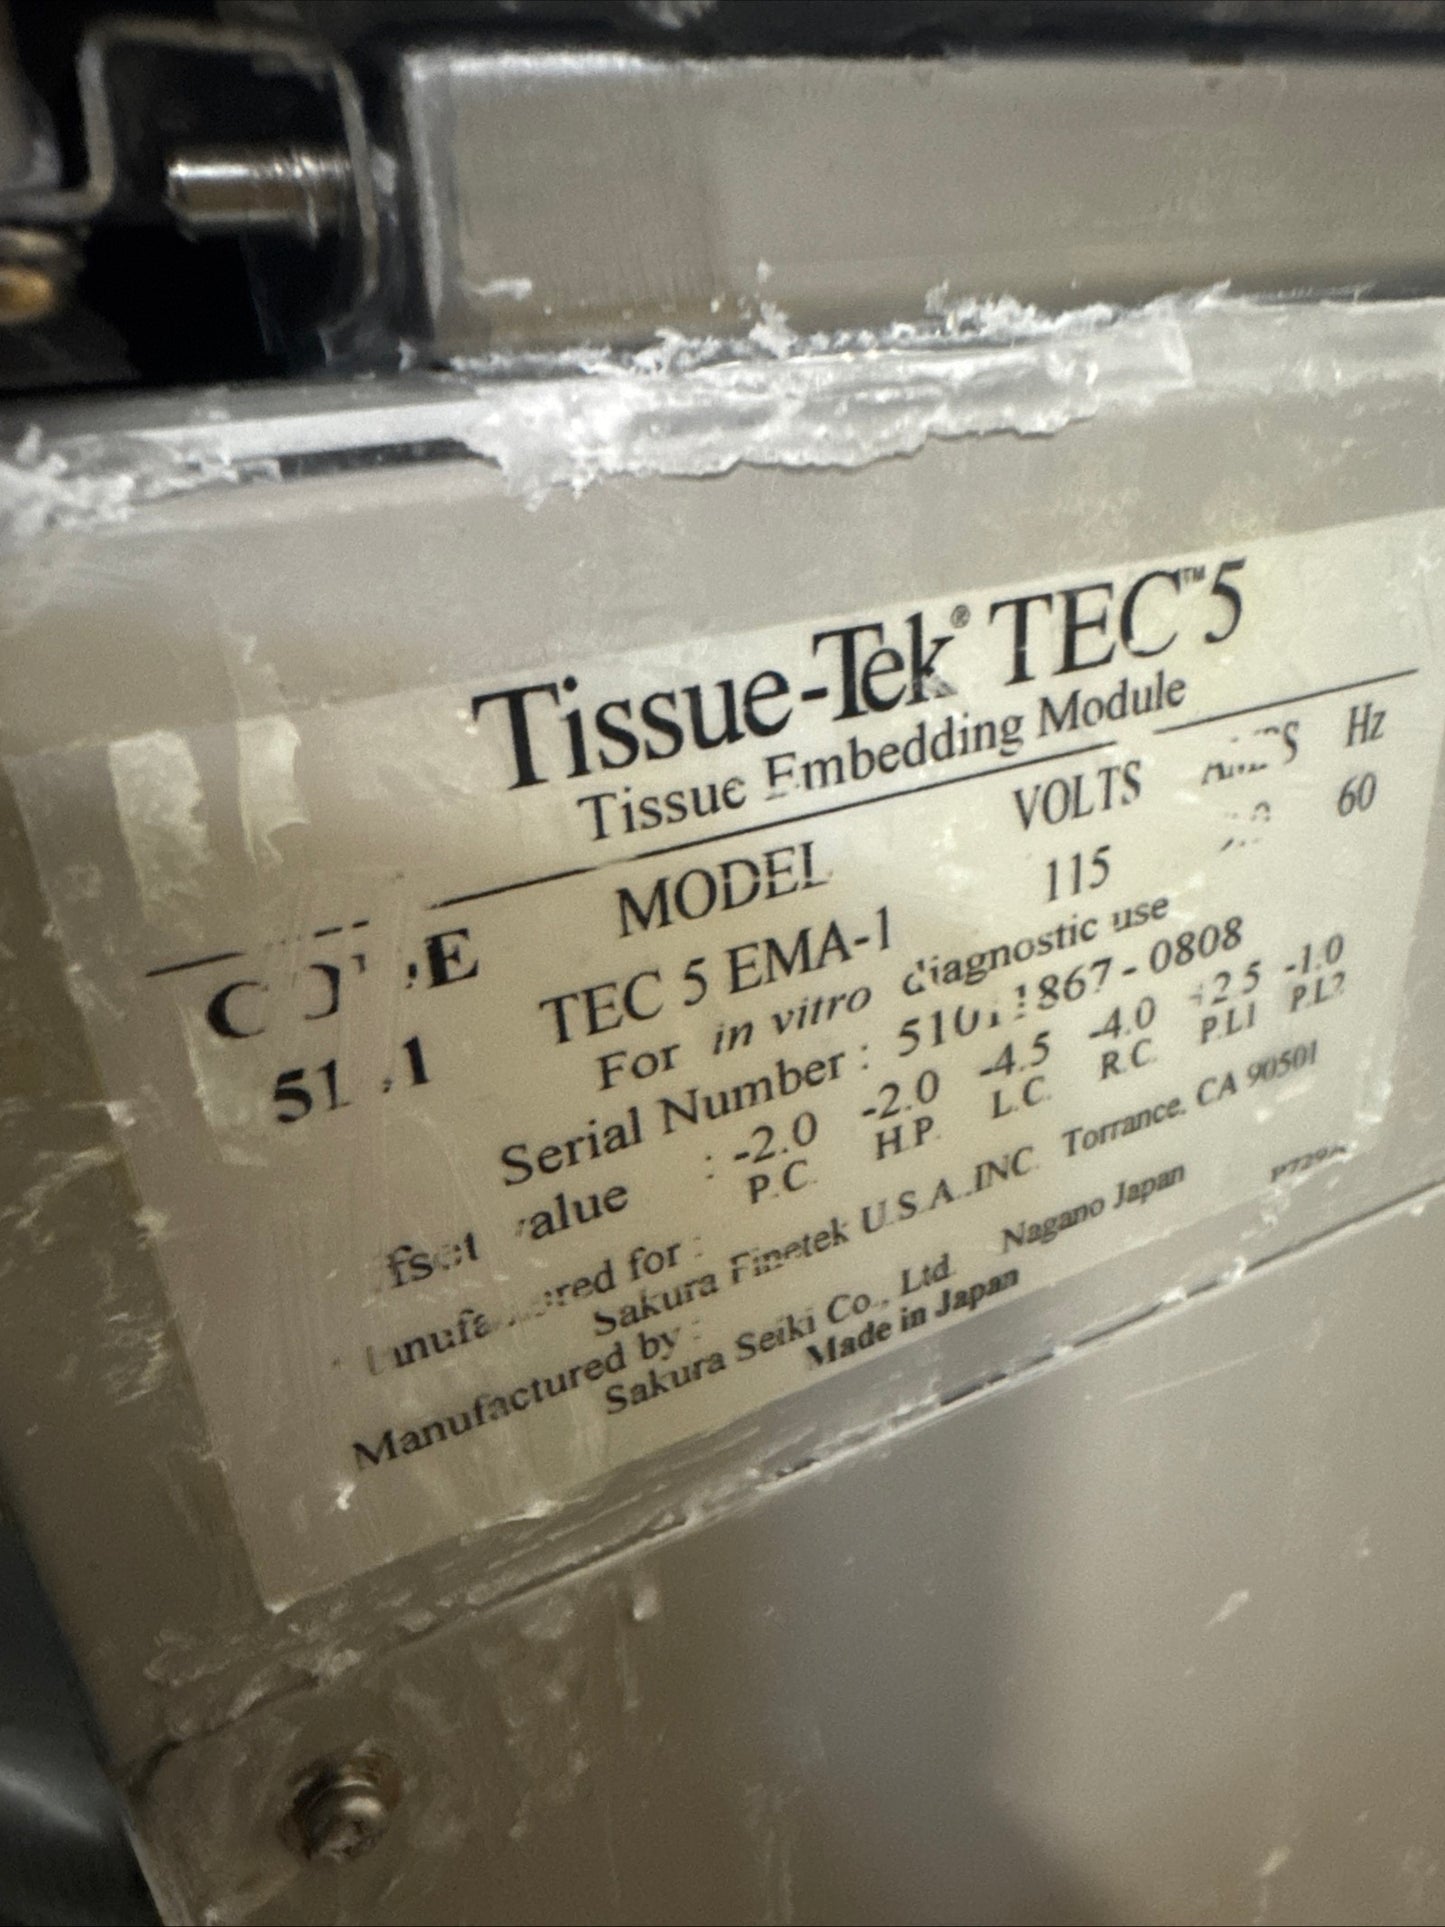 Tissue-Tek® TEC™5
Tissue Embedding Module
MODEL VOLTS Hz
TEC 5 EMA-1 115 60
For in vitro diagnostic use
Serial Number :
: -2.0 -2.0 -4.5 -4.0 -1.0
P.C. H.P. L.C. R.C. P.L1 P.L2
Sakura Finetek U.S.A.,INC. Torrance, CA 90501
Manufactured by :
Sakura Seiki Co., Ltd. Nagano Japan
Made in Japan